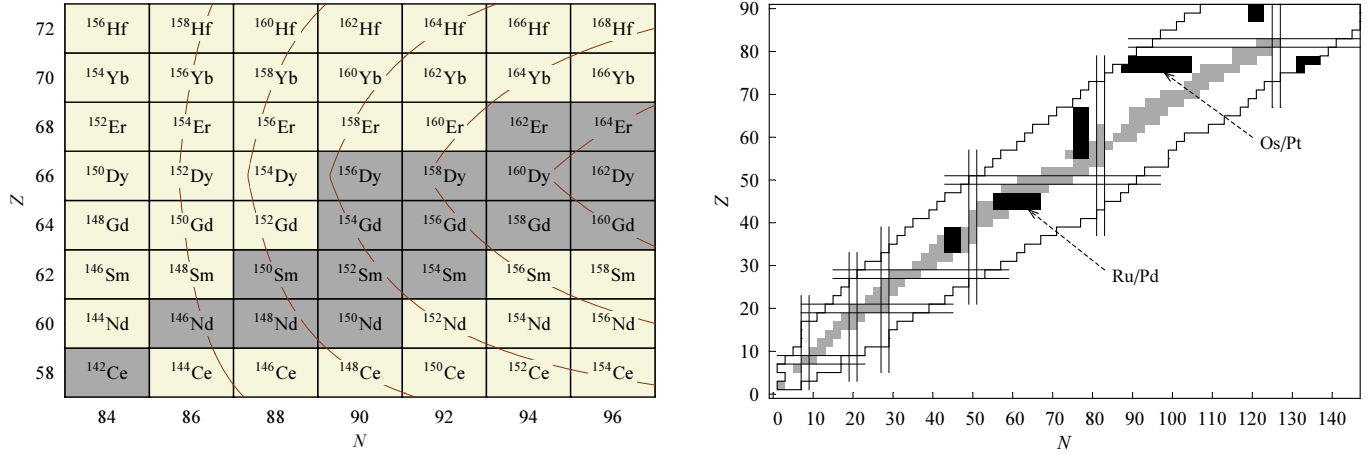 72 ¹⁵⁶Hf ¹⁵⁸Hf ¹⁶⁰Hf ¹⁶²Hf ¹⁶⁴Hf ¹⁶⁶Hf ¹⁶⁸Hf
70 ¹⁵⁴Yb ¹⁵⁶Yb ¹⁵⁸Yb ¹⁶⁰Yb ¹⁶²Yb ¹⁶⁴Yb ¹⁶⁶Yb
68 ¹⁵²Er ¹⁵⁴Er ¹⁵⁶Er ¹⁵⁸Er ¹⁶⁰Er ¹⁶²Er ¹⁶⁴Er
66 ¹⁵⁰Dy ¹⁵²Dy ¹⁵⁴Dy ¹⁵⁶Dy ¹⁵⁸Dy ¹⁶⁰Dy ¹⁶²Dy
Z
64 ¹⁴⁸Gd ¹⁵⁰Gd ¹⁵²Gd ¹⁵⁴Gd ¹⁵⁶Gd ¹⁵⁸Gd ¹⁶⁰Gd
62 ¹⁴⁶Sm ¹⁴⁸Sm ¹⁵⁰Sm ¹⁵²Sm ¹⁵⁴Sm ¹⁵⁶Sm ¹⁵⁸Sm
60 ¹⁴⁴Nd ¹⁴⁶Nd ¹⁴⁸Nd ¹⁵⁰Nd ¹⁵²Nd ¹⁵⁴Nd ¹⁵⁶Nd
58 ¹⁴²Ce ¹⁴⁴Ce ¹⁴⁶Ce ¹⁴⁸Ce ¹⁵⁰Ce ¹⁵²Ce ¹⁵⁴Ce
84 86 88 90 92 94 96
N
90
80
70
60
50
40
30
20
10
0
Z
Os/Pt
Ru/Pd
0 10 20 30 40 50 60 70 80 90 100 110 120 130 140
N